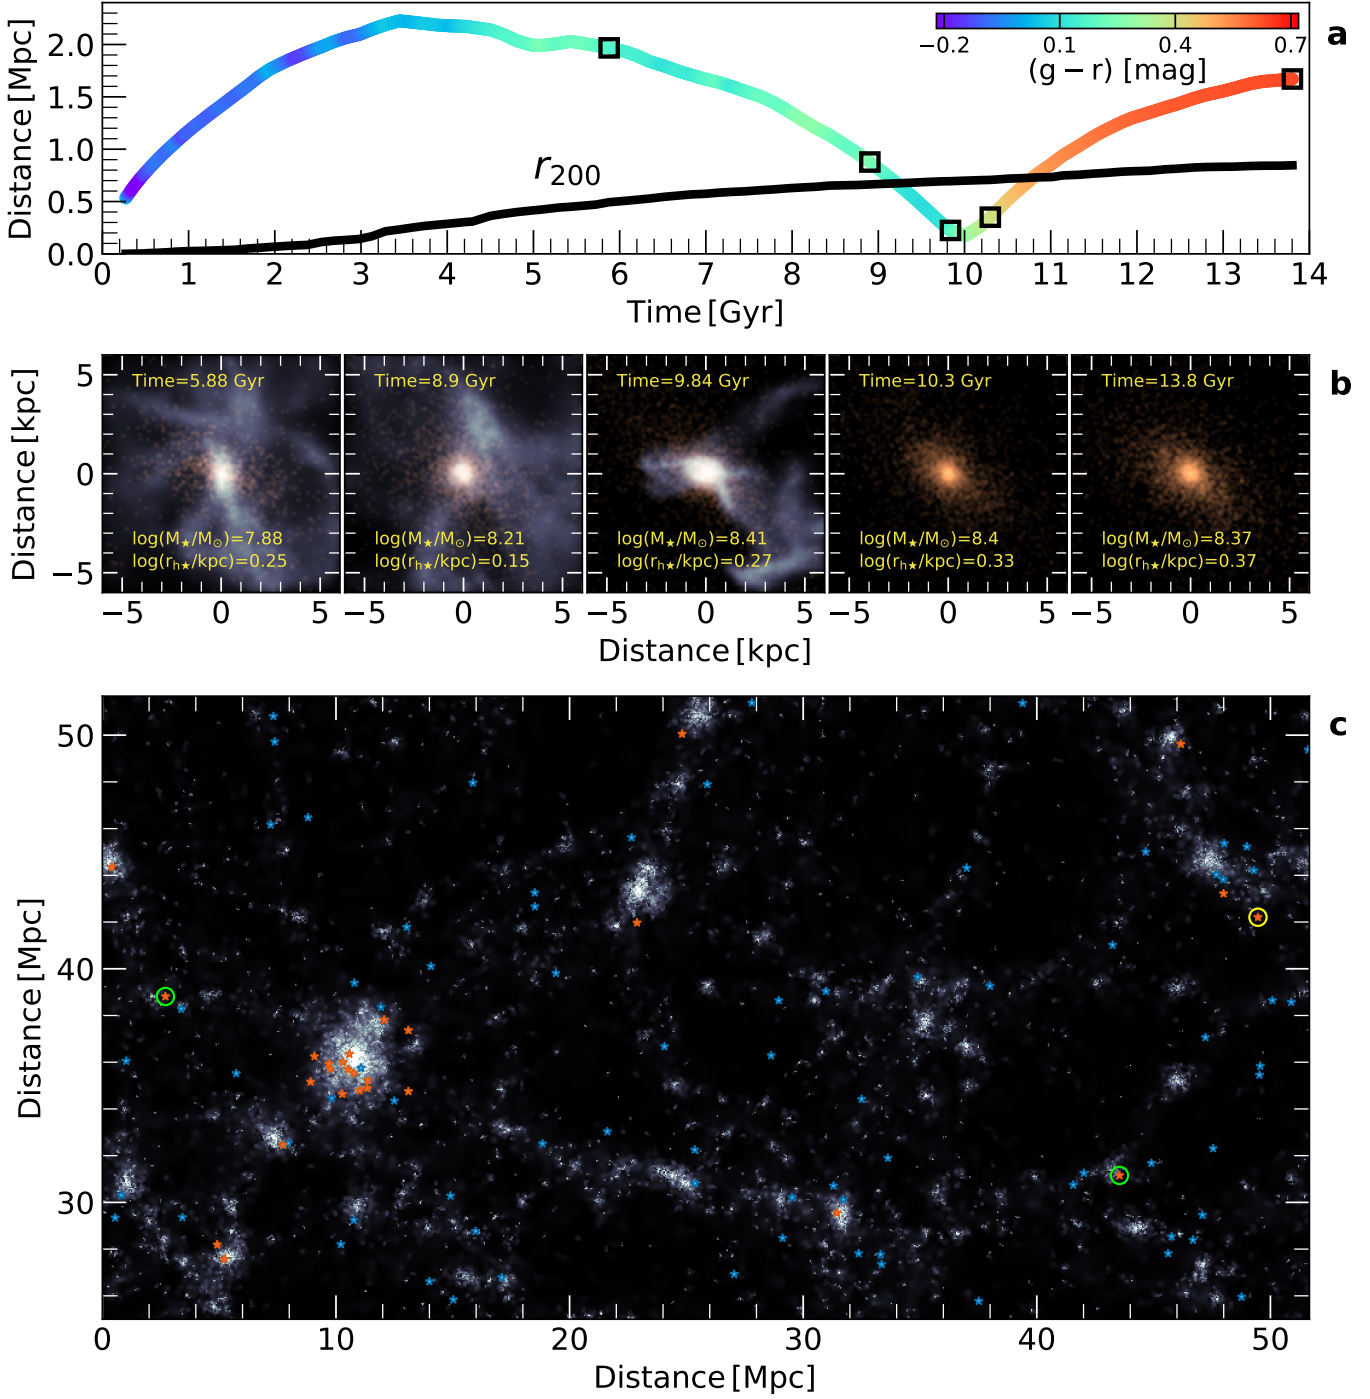 a
Distance [Mpc]
2.0
1.5
1.0
0.5
0.0
−0.2 0.1 0.4 0.7
(g − r) [mag]
r200
0 1 2 3 4 5 6 7 8 9 10 11 12 13 14
Time [Gyr]
b
Distance [kpc]
5
0
−5
Time=5.88 Gyr
log(M★/M⊙)=7.88
log(rh★/kpc)=0.25
Time=8.9 Gyr
log(M★/M⊙)=8.21
log(rh★/kpc)=0.15
Time=9.84 Gyr
log(M★/M⊙)=8.41
log(rh★/kpc)=0.27
Time=10.3 Gyr
log(M★/M⊙)=8.4
log(rh★/kpc)=0.33
Time=13.8 Gyr
log(M★/M⊙)=8.37
log(rh★/kpc)=0.37
−5 0 5 −5 0 5 −5 0 5 −5 0 5 −5 0 5
Distance [kpc]
c
Distance [Mpc]
50
40
30
0 10 20 30 40 50
Distance [Mpc]